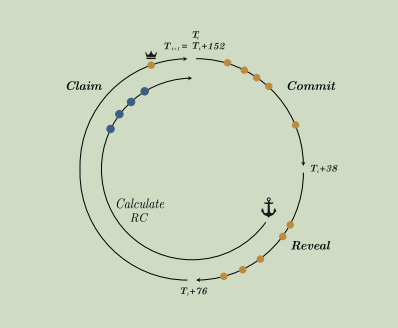 Tᵢ
Tᵢ₊₁ = Tᵢ+152
Claim
Commit
Tᵢ+38
Calculate
RC
Reveal
Tᵢ+76